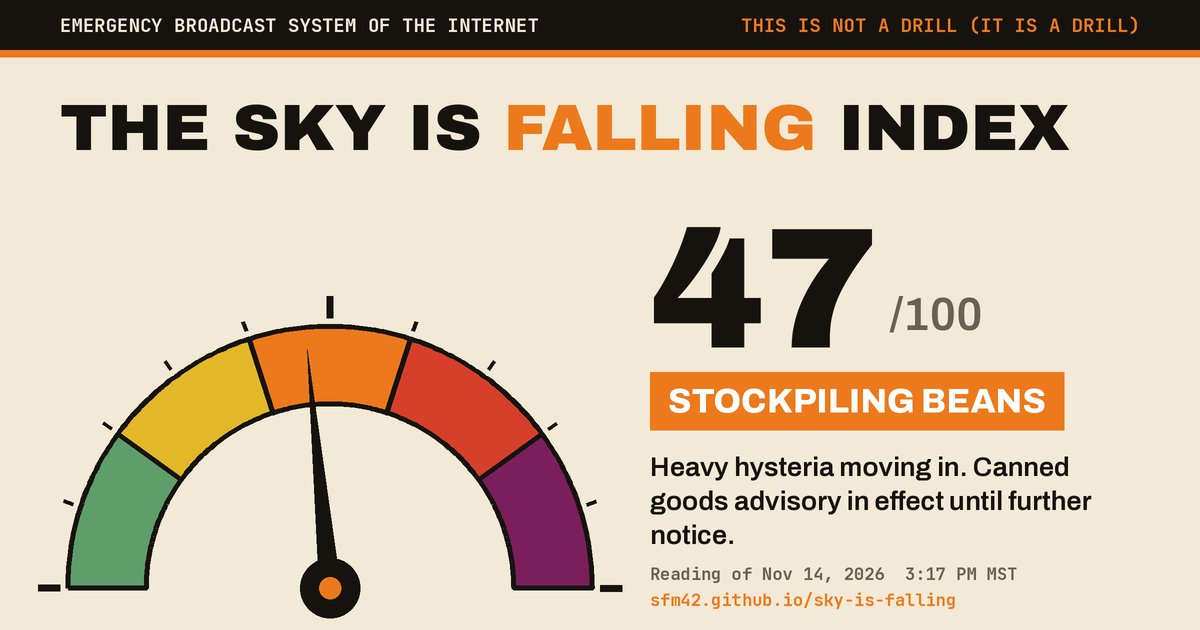 EMERGENCY BROADCAST SYSTEM OF THE INTERNET
THIS IS NOT A DRILL (IT IS A DRILL)
THE SKY IS FALLING INDEX
47 /100
STOCKPILING BEANS
Heavy hysteria moving in. Canned
goods advisory in effect until further
notice.
Reading of Nov 14, 2026 3:17 PM MST
sfm42.github.io/sky-is-falling